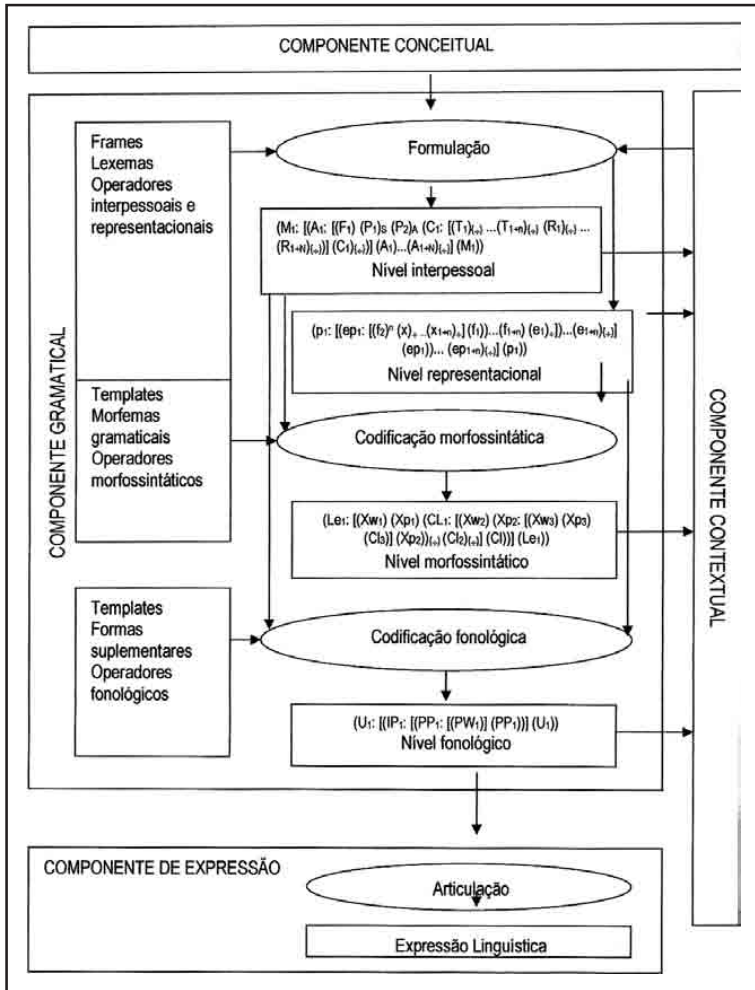 COMPONENTE CONCEITUAL
Frames
Lexemas
Operadores
interpessoais e
representacionais
Formulação
(M₁: [(A₁: [(F₁) (P₁)s (P₂)A (C₁: [(T₁){+} ...(T₁₊ₙ){+} (R₁){+} ...
(R₁+N){+})] (C₁){+})] (A₁)...(A₁+N){+}] (M₁))
Nível interpessoal
(p₁: [(ep₁: [(f₂)ⁿ (x)+ ...(x₁₊ₙ)+] (f₁))...(f₁₊ₙ) (e₁)+])...(e₁₊ₙ){+}]
(ep₁))... (ep₁₊ₙ){+}] (p₁))
Nível representacional
COMPONENTE GRAMATICAL
COMPONENTE CONTEXTUAL
Templates
Morfemas
gramaticais
Operadores
morfossintáticos
Codificação morfossintática
(Le₁: [(Xw₁) (Xp₁) (CL₁: [(Xw₂) (Xp₂: [(Xw₃) (Xp₃)
(Cl₃)] (Xp₂)){+} (Cl₂){+}] (Cl))] (Le₁))
Nível morfossintático
Templates
Formas
suplementares
Operadores
fonológicos
Codificação fonológica
(U₁: [(IP₁: [(PP₁: [(PW₁)] (PP₁))] (U₁))
Nível fonológico
COMPONENTE DE EXPRESSÃO
Articulação
Expressão Linguística